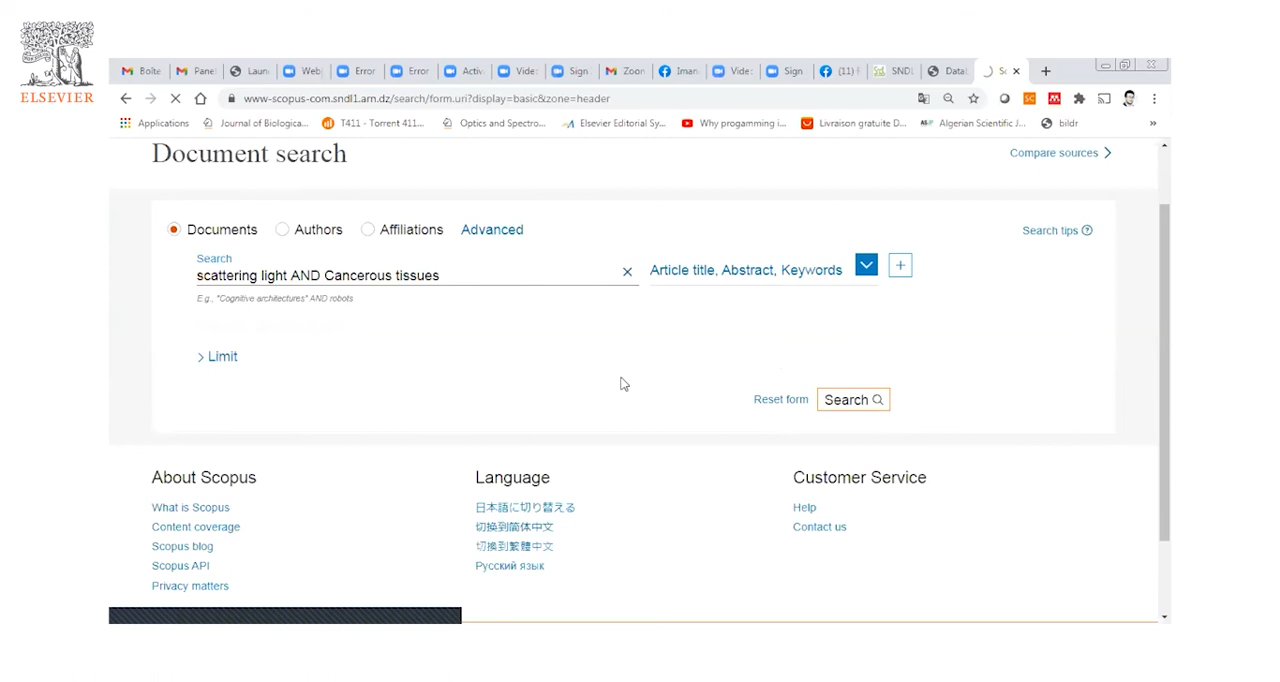 ELSEVIER
Bolte
Pane
Laun
Web
Error
Error
Activ
Vide
Sign
Zoon
Iman
Vide
Sign
(11)
SNDL
Data
www-scopus-com.sndl1.arn.dz/search/form.uri?display=basic&zone=header
Applications
Journal of Biologica...
T411 - Torrent 411...
Optics and Spectro...
Elsevier Editorial Sy...
Why progamming i...
Livraison gratuite D...
Algerian Scientific J...
bildr
»
Document search
Compare sources
Documents
Authors
Affiliations
Advanced
Search tips
Search
scattering light AND Cancerous tissues
Article title, Abstract, Keywords
E.g., "Cognitive architectures" AND robots
Limit
Reset form
Search
About Scopus
Language
Customer Service
What is Scopus
日本語に切り替える
Help
Content coverage
切换到简体中文
Contact us
Scopus blog
切換到繁體中文
Scopus API
Русский язык
Privacy matters